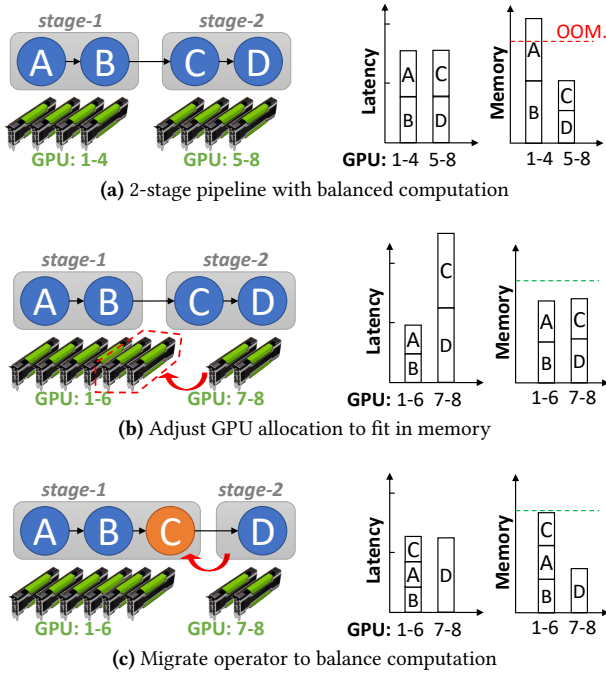 stage-1
stage-2
A
B
C
D
GPU: 1-4
GPU: 5-8
Latency
A
B
C
D
GPU: 1-4 5-8
Memory
OOM.
A
B
C
D
1-4 5-8
(a) 2-stage pipeline with balanced computation
stage-1
stage-2
A
B
C
D
GPU: 1-6
GPU: 7-8
Latency
A
B
C
D
GPU: 1-6 7-8
Memory
A
B
C
D
1-6 7-8
(b) Adjust GPU allocation to fit in memory
stage-1
stage-2
A
B
C
D
GPU: 1-6
GPU: 7-8
Latency
C
A
B
D
GPU: 1-6 7-8
Memory
C
A
B
D
1-6 7-8
(c) Migrate operator to balance computation